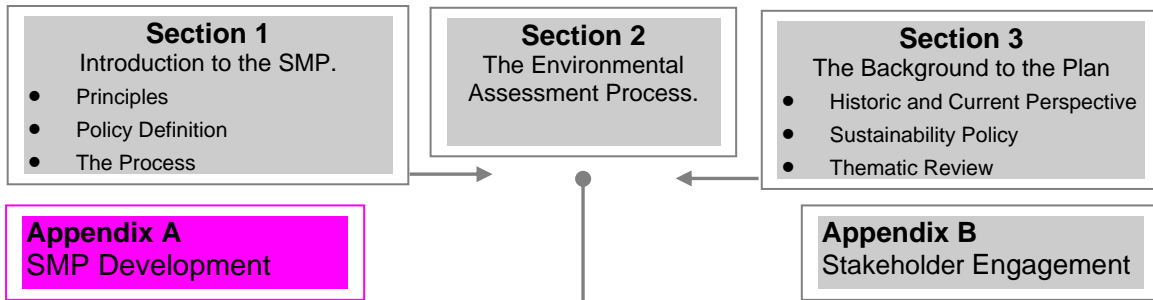 Section 1
Introduction to the SMP.
• Principles
• Policy Definition
• The Process
Section 2
The Environmental
Assessment Process.
Section 3
The Background to the Plan
• Historic and Current Perspective
• Sustainability Policy
• Thematic Review
Appendix A
SMP Development
Appendix B
Stakeholder Engagement